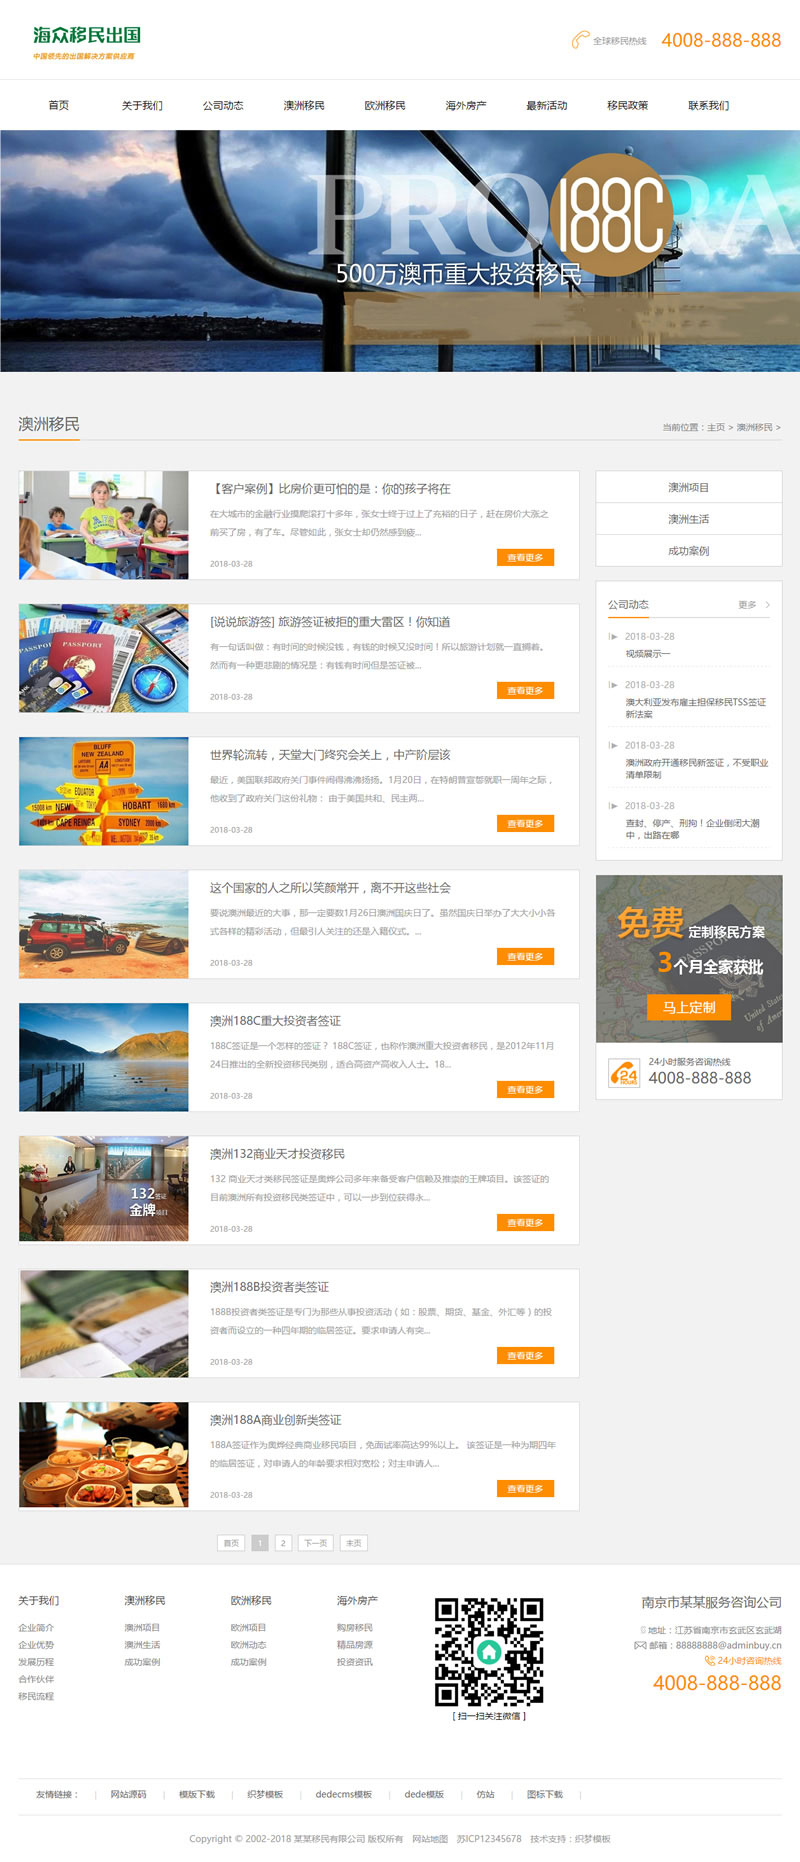 海众移民出国
中国领先的出国解决方案供应商
全球移民热线 4008-888-888
首页 关于我们 公司动态 澳洲移民 欧洲移民 海外房产 最新活动 移民政策 联系我们
PRO RA
188C
500万澳币重大投资移民
澳洲移民
当前位置：主页 > 澳洲移民 >
【客户案例】比房价更可怕的是：你的孩子将在
在大城市的金融行业摸爬滚打十多年，张女士终于过上了充裕的日子，赶在房价大涨之
前买了房，有了车。尽管如此，张女士却仍然感到疲...
2018-03-28
查看更多
[说说旅游签] 旅游签证被拒的重大雷区！你知道
有一句话叫做：有时间的时候没钱，有钱的时候又没时间！所以旅游计划就一直搁着。
然而有一种更悲剧的情况是：有钱有时间但是签证被...
2018-03-28
查看更多
PASSPORT
PASSPORT
世界轮流转，天堂大门终究会关上，中产阶层该
最近，美国联邦政府关门事件闹得沸沸扬扬。1月20日，在特朗普宣誓就职一周年之际，
他收到了政府关门这份礼物： 由于美国共和、民主两...
2018-03-28
查看更多
BLUFF
NEW ZEALAND
AA
EQUATOR
15008 km NEW
HOBART 1680 km
CAPE REINGA
SYDNEY 2000 km
这个国家的人之所以笑颜常开，离不开这些社会
要说澳洲最近的大事，那一定要数1月26日澳洲国庆日了。虽然国庆日举办了大大小小各
式各样的精彩活动，但最引人关注的还是入籍仪式。...
2018-03-28
查看更多
澳洲188C重大投资者签证
188C签证是一个怎样的签证？ 188C签证，也称作澳洲重大投资者移民，是2012年11月
24日推出的全新投资移民类别，适合高资产高收入人士。18...
2018-03-28
查看更多
132签证
金牌项目
澳洲132商业天才投资移民
132 商业天才类移民签证是奥烨公司多年来备受客户信赖及推崇的王牌项目。该签证的
目前澳洲所有投资移民类签证中，可以一步到位获得永...
2018-03-28
查看更多
澳洲188B投资者类签证
188B投资者类签证是专门为那些从事投资活动（如：股票、期货、基金、外汇等）的投
资者而设立的一种四年期的临居签证。要求申请人有突...
2018-03-28
查看更多
澳洲188A商业创新类签证
188A签证作为奥烨经典商业移民项目，免面试率高达99%以上。 该签证是一种为期四年
的临居签证，对申请人的年龄要求相对宽松；对主申请人...
2018-03-28
查看更多
首页 1 2 下一页 末页
澳洲项目
澳洲生活
成功案例
公司动态 更多 >
2018-03-28
视频展示一
2018-03-28
澳大利亚发布雇主担保移民TSS签证
新法案
2018-03-28
澳洲政府开通移民新签证，不受职业
清单限制
2018-03-28
查封、停产、刑拘！企业倒闭大潮
中，出路在哪
免费 定制移民方案
3个月全家获批
PASSPORT
马上定制
United States
of America
24 HOURS
24小时服务咨询热线
4008-888-888
关于我们 澳洲移民 欧洲移民 海外房产
企业简介 澳洲项目 欧洲项目 购房移民
企业优势 澳洲生活 欧洲动态 精品房源
发展历程 成功案例 成功案例 投资资讯
合作伙伴
移民流程
[ 扫一扫关注微信 ]
南京市某某服务咨询公司
地址：江苏省南京市玄武区玄武湖
邮箱：88888888@adminbuy.cn
24小时咨询热线
4008-888-888
友情链接： 网站源码 模版下载 织梦模板 dedecms模板 dede模版 仿站 图标下载
Copyright © 2002-2018 某某移民有限公司 版权所有 网站地图 苏ICP12345678 技术支持：织梦模板